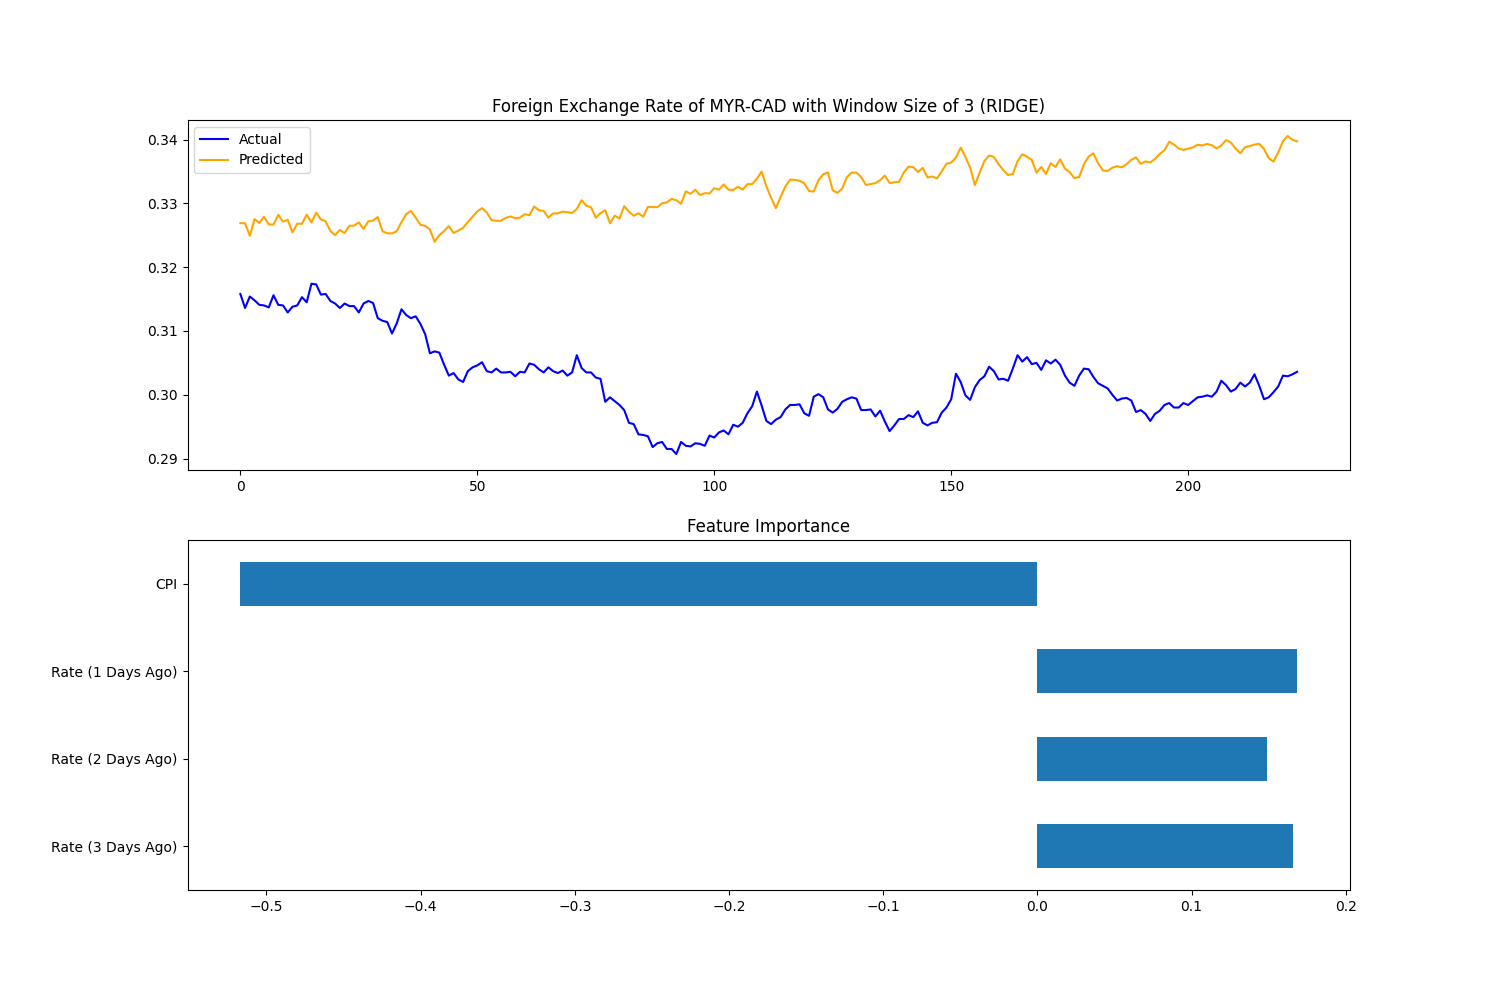 Foreign Exchange Rate of MYR-CAD with Window Size of 3 (RIDGE)
Actual
Predicted
0.34
0.33
0.32
0.31
0.30
0.29
0 50 100 150 200
Feature Importance
CPI
Rate (1 Days Ago)
Rate (2 Days Ago)
Rate (3 Days Ago)
−0.5 −0.4 −0.3 −0.2 −0.1 0.0 0.1 0.2